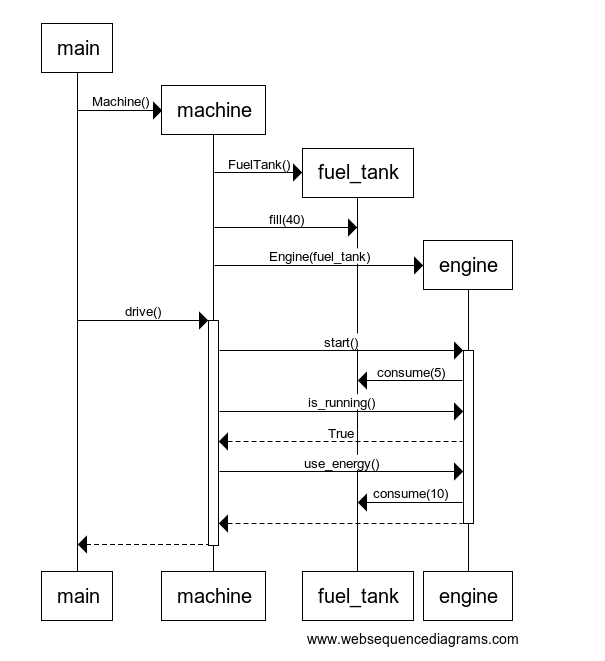 main
Machine()
machine
FuelTank()
fuel_tank
fill(40)
Engine(fuel_tank)
engine
drive()
start()
consume(5)
is_running()
True
use_energy()
consume(10)
main
machine
fuel_tank
engine
www.websequencediagrams.com